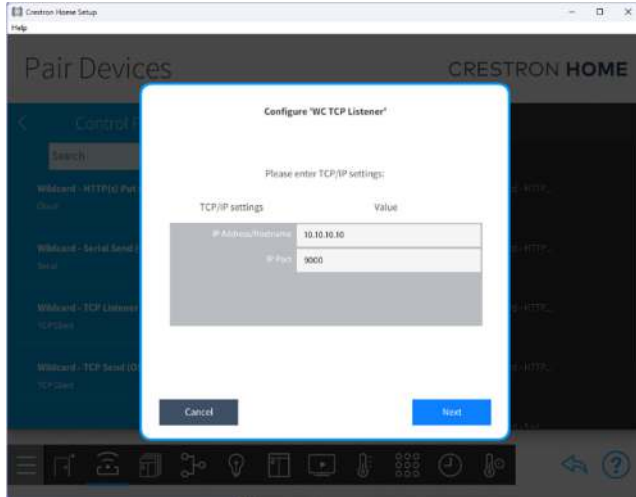 Crestron Home Setup
Help
Pair Devices
CRESTRON HOME
Search
Wildcard - HTTP(s) Put
Cloud
Wildcard - Serial Send
Serial
Wildcard - TCP Listener
TCP Client
Wildcard - TCP Send
TCP Client
Configure 'WC TCP Listener'
Please enter TCP/IP settings:
TCP/IP settings Value
IP Address/Hostname 10.10.10.10
IP Port 9000
Cancel Next